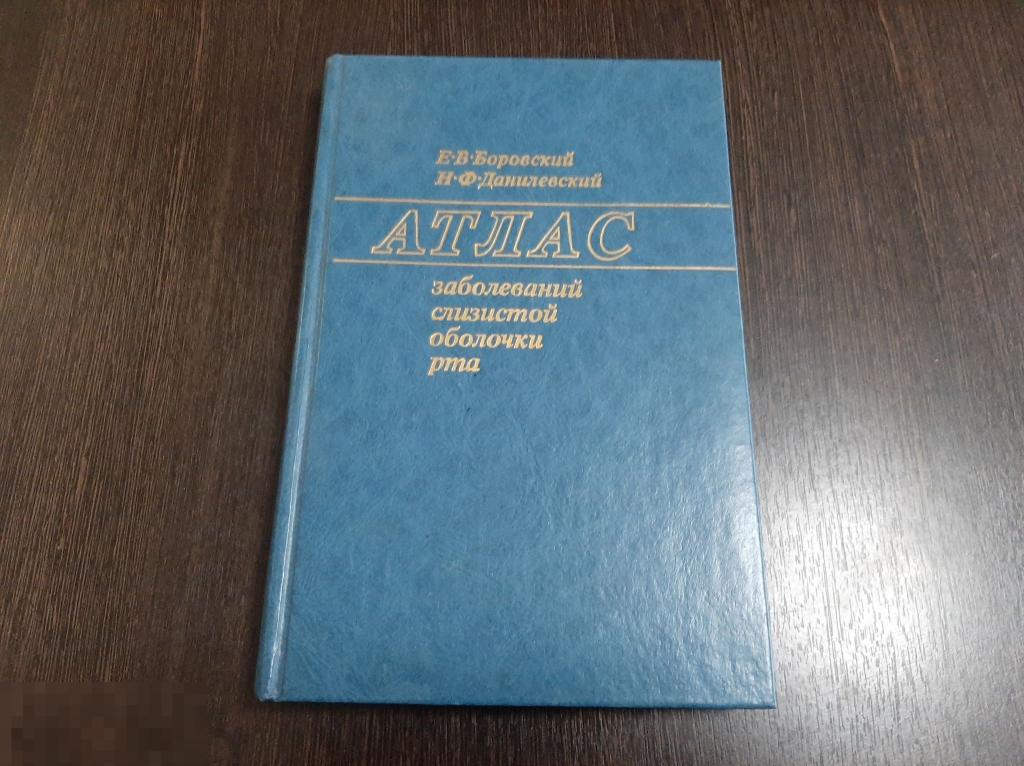 Е·В·Боровский
Н·Ф·Данилевский
АТЛАС
заболеваний
слизистой
оболочки
рта